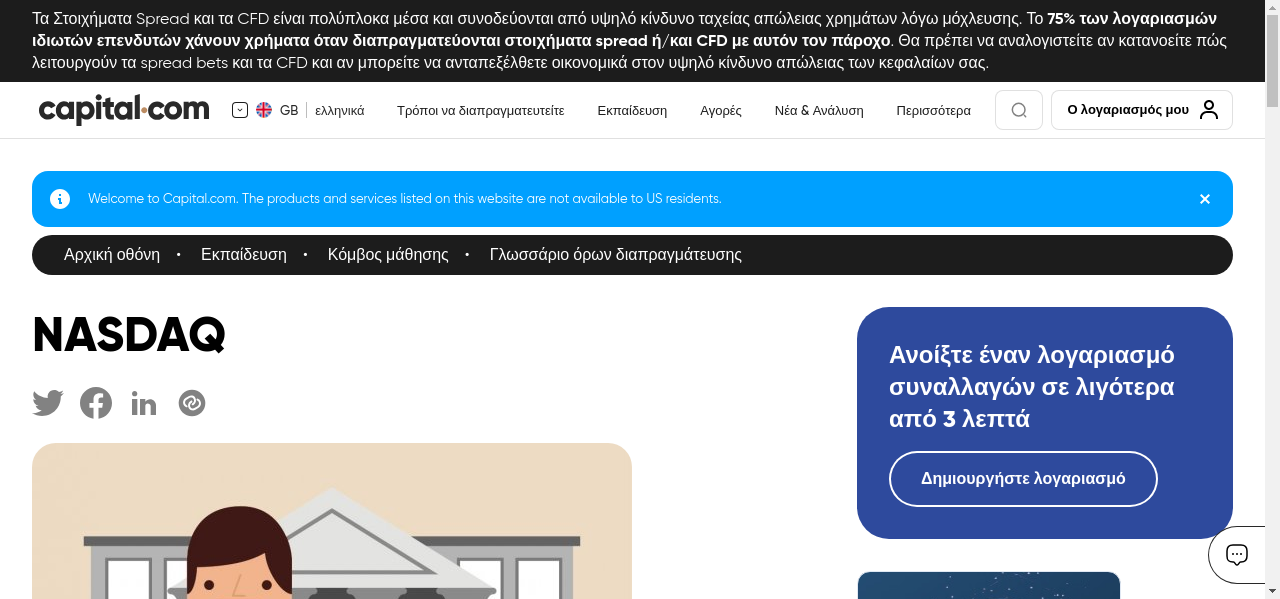 Τα Στοιχήματα Spread και τα CFD είναι πολύπλοκα μέσα και συνοδεύονται από υψηλό κίνδυνο ταχείας απώλειας χρημάτων λόγω μόχλευσης. Το 75% των λογαριασμών
ιδιωτών επενδυτών χάνουν χρήματα όταν διαπραγματεύονται στοιχήματα spread ή/και CFD με αυτόν τον πάροχο. Θα πρέπει να αναλογιστείτε αν κατανοείτε πώς
λειτουργούν τα spread bets και τα CFD και αν μπορείτε να ανταπεξέλθετε οικονομικά στον υψηλό κίνδυνο απώλειας των κεφαλαίων σας.
capital.com GB ελληνικά Τρόποι να διαπραγματευτείτε Εκπαίδευση Αγορές Νέα & Ανάλυση Περισσότερα Ο λογαριασμός μου
Welcome to Capital.com. The products and services listed on this website are not available to US residents.
Αρχική οθόνη • Εκπαίδευση • Κόμβος μάθησης • Γλωσσάριο όρων διαπραγμάτευσης
NASDAQ
Ανοίξτε έναν λογαριασμό
συναλλαγών σε λιγότερα
από 3 λεπτά
Δημιουργήστε λογαριασμό